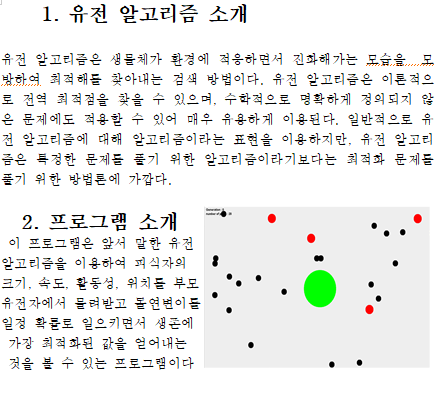 1. 유전 알고리즘 소개
유전 알고리즘은 생물체가 환경에 적응하면서 진화해가는 모습을 모
방하여 최적해를 찾아내는 검색 방법이다. 유전 알고리즘은 이론적으
로 전역 최적점을 찾을 수 있으며, 수학적으로 명확하게 정의되지 않
은 문제에도 적용할 수 있어 매우 유용하게 이용된다. 일반적으로 유
전 알고리즘에 대해 알고리즘이라는 표현을 이용하지만, 유전 알고리
즘은 특정한 문제를 풀기 위한 알고리즘이라기보다는 최적화 문제를
풀기 위한 방법론에 가깝다.
2. 프로그램 소개
이 프로그램은 앞서 말한 유전
알고리즘을 이용하여 피식자의
크기, 속도, 활동성, 위치를 부모
유전자에서 물려받고 돌연변이를
일정 확률로 일으키면서 생존에
가장 최적화된 값을 얻어내는
것을 볼 수 있는 프로그램이다